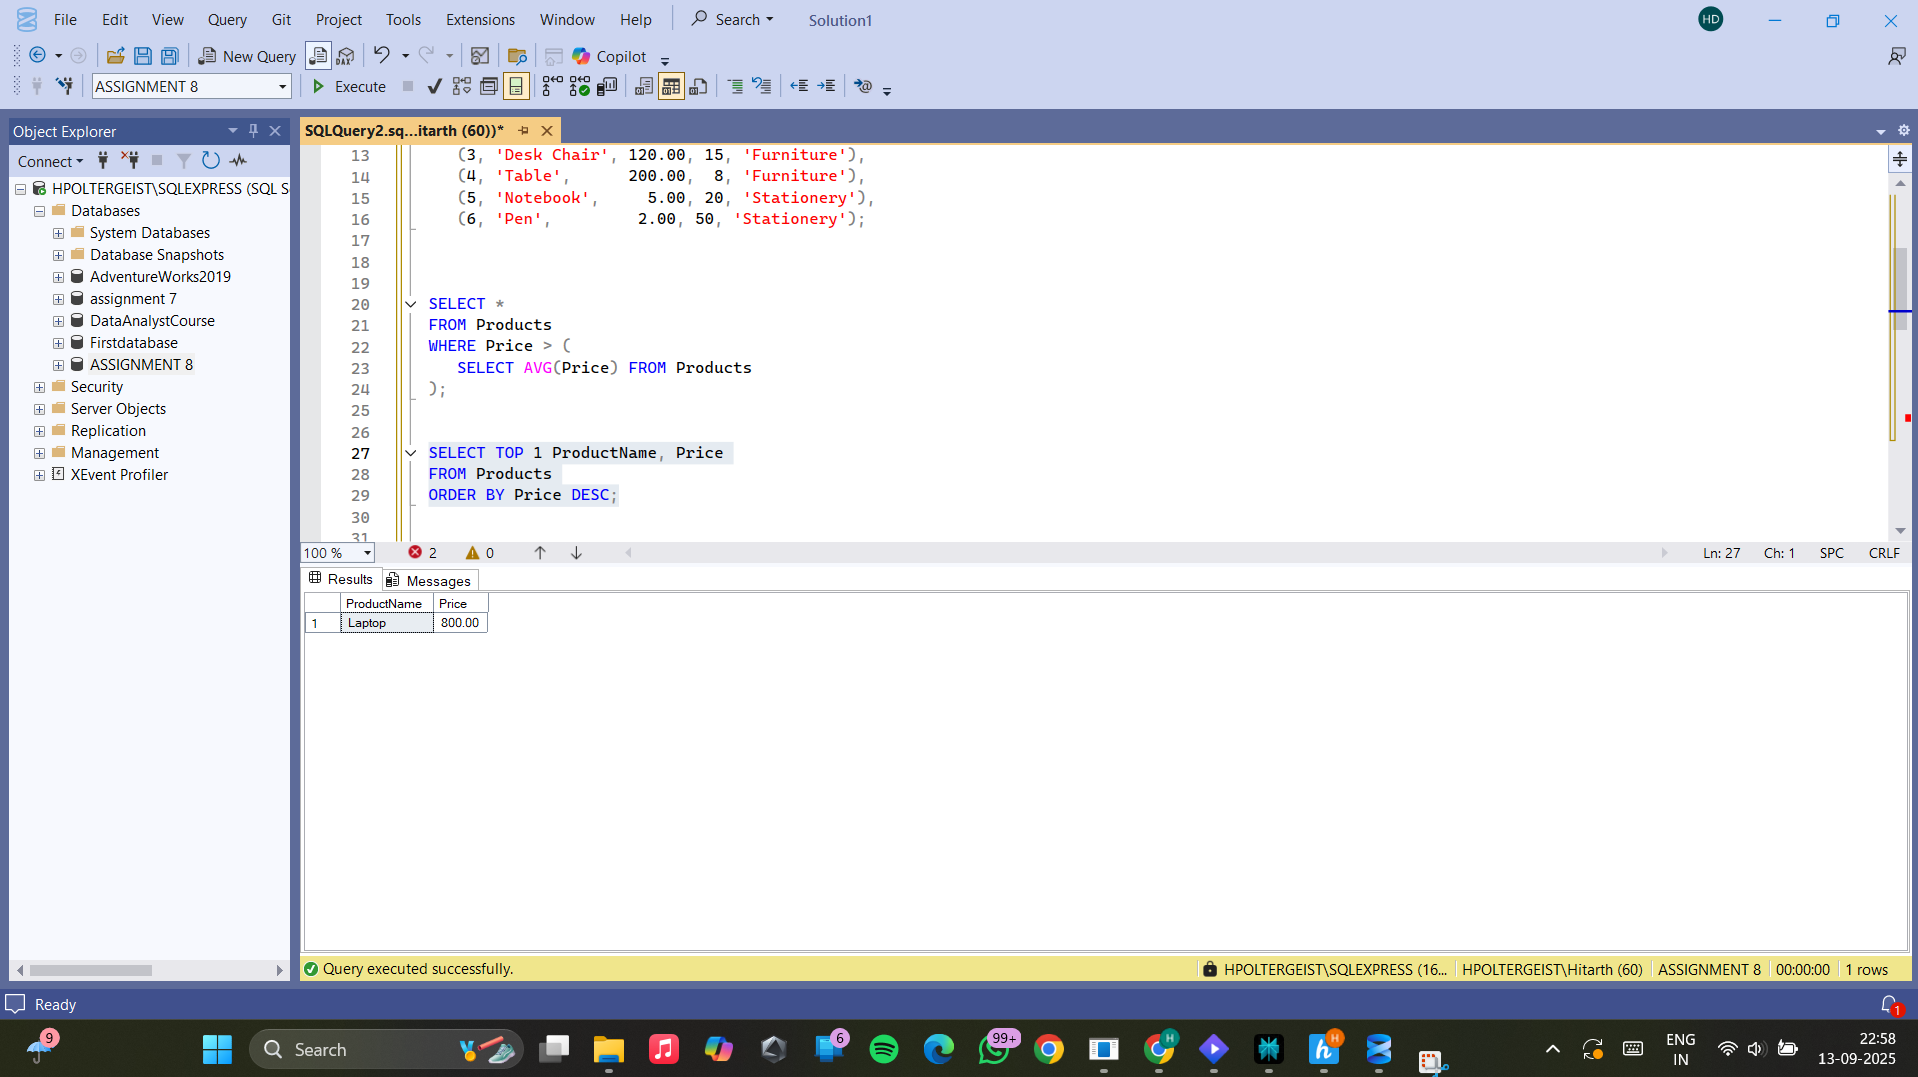 File Edit View Query Git Project Tools Extensions Window Help Search Solution1 HD
New Query DAX Copilot
ASSIGNMENT 8 Execute
Object Explorer
Connect
HPOLTERGEIST\SQLEXPRESS (SQL S
Databases
System Databases
Database Snapshots
AdventureWorks2019
assignment 7
DataAnalystCourse
Firstdatabase
ASSIGNMENT 8
Security
Server Objects
Replication
Management
XEvent Profiler
SQLQuery2.sq...itarth (60))*
13 (3, 'Desk Chair', 120.00, 15, 'Furniture'),
14 (4, 'Table', 200.00, 8, 'Furniture'),
15 (5, 'Notebook', 5.00, 20, 'Stationery'),
16 (6, 'Pen', 2.00, 50, 'Stationery');
17
18
19
20 SELECT *
21 FROM Products
22 WHERE Price > (
23 SELECT AVG(Price) FROM Products
24 );
25
26
27 SELECT TOP 1 ProductName, Price
28 FROM Products
29 ORDER BY Price DESC;
30
31
100 % 2 0 Ln: 27 Ch: 1 SPC CRLF
Results Messages
ProductName Price
1 Laptop 800.00
Query executed successfully. HPOLTERGEIST\SQLEXPRESS (16... HPOLTERGEIST\Hitarth (60) ASSIGNMENT 8 00:00:00 1 rows
Ready 1
9 Search 6 99+ H h H ENG 22:58
IN 13-09-2025